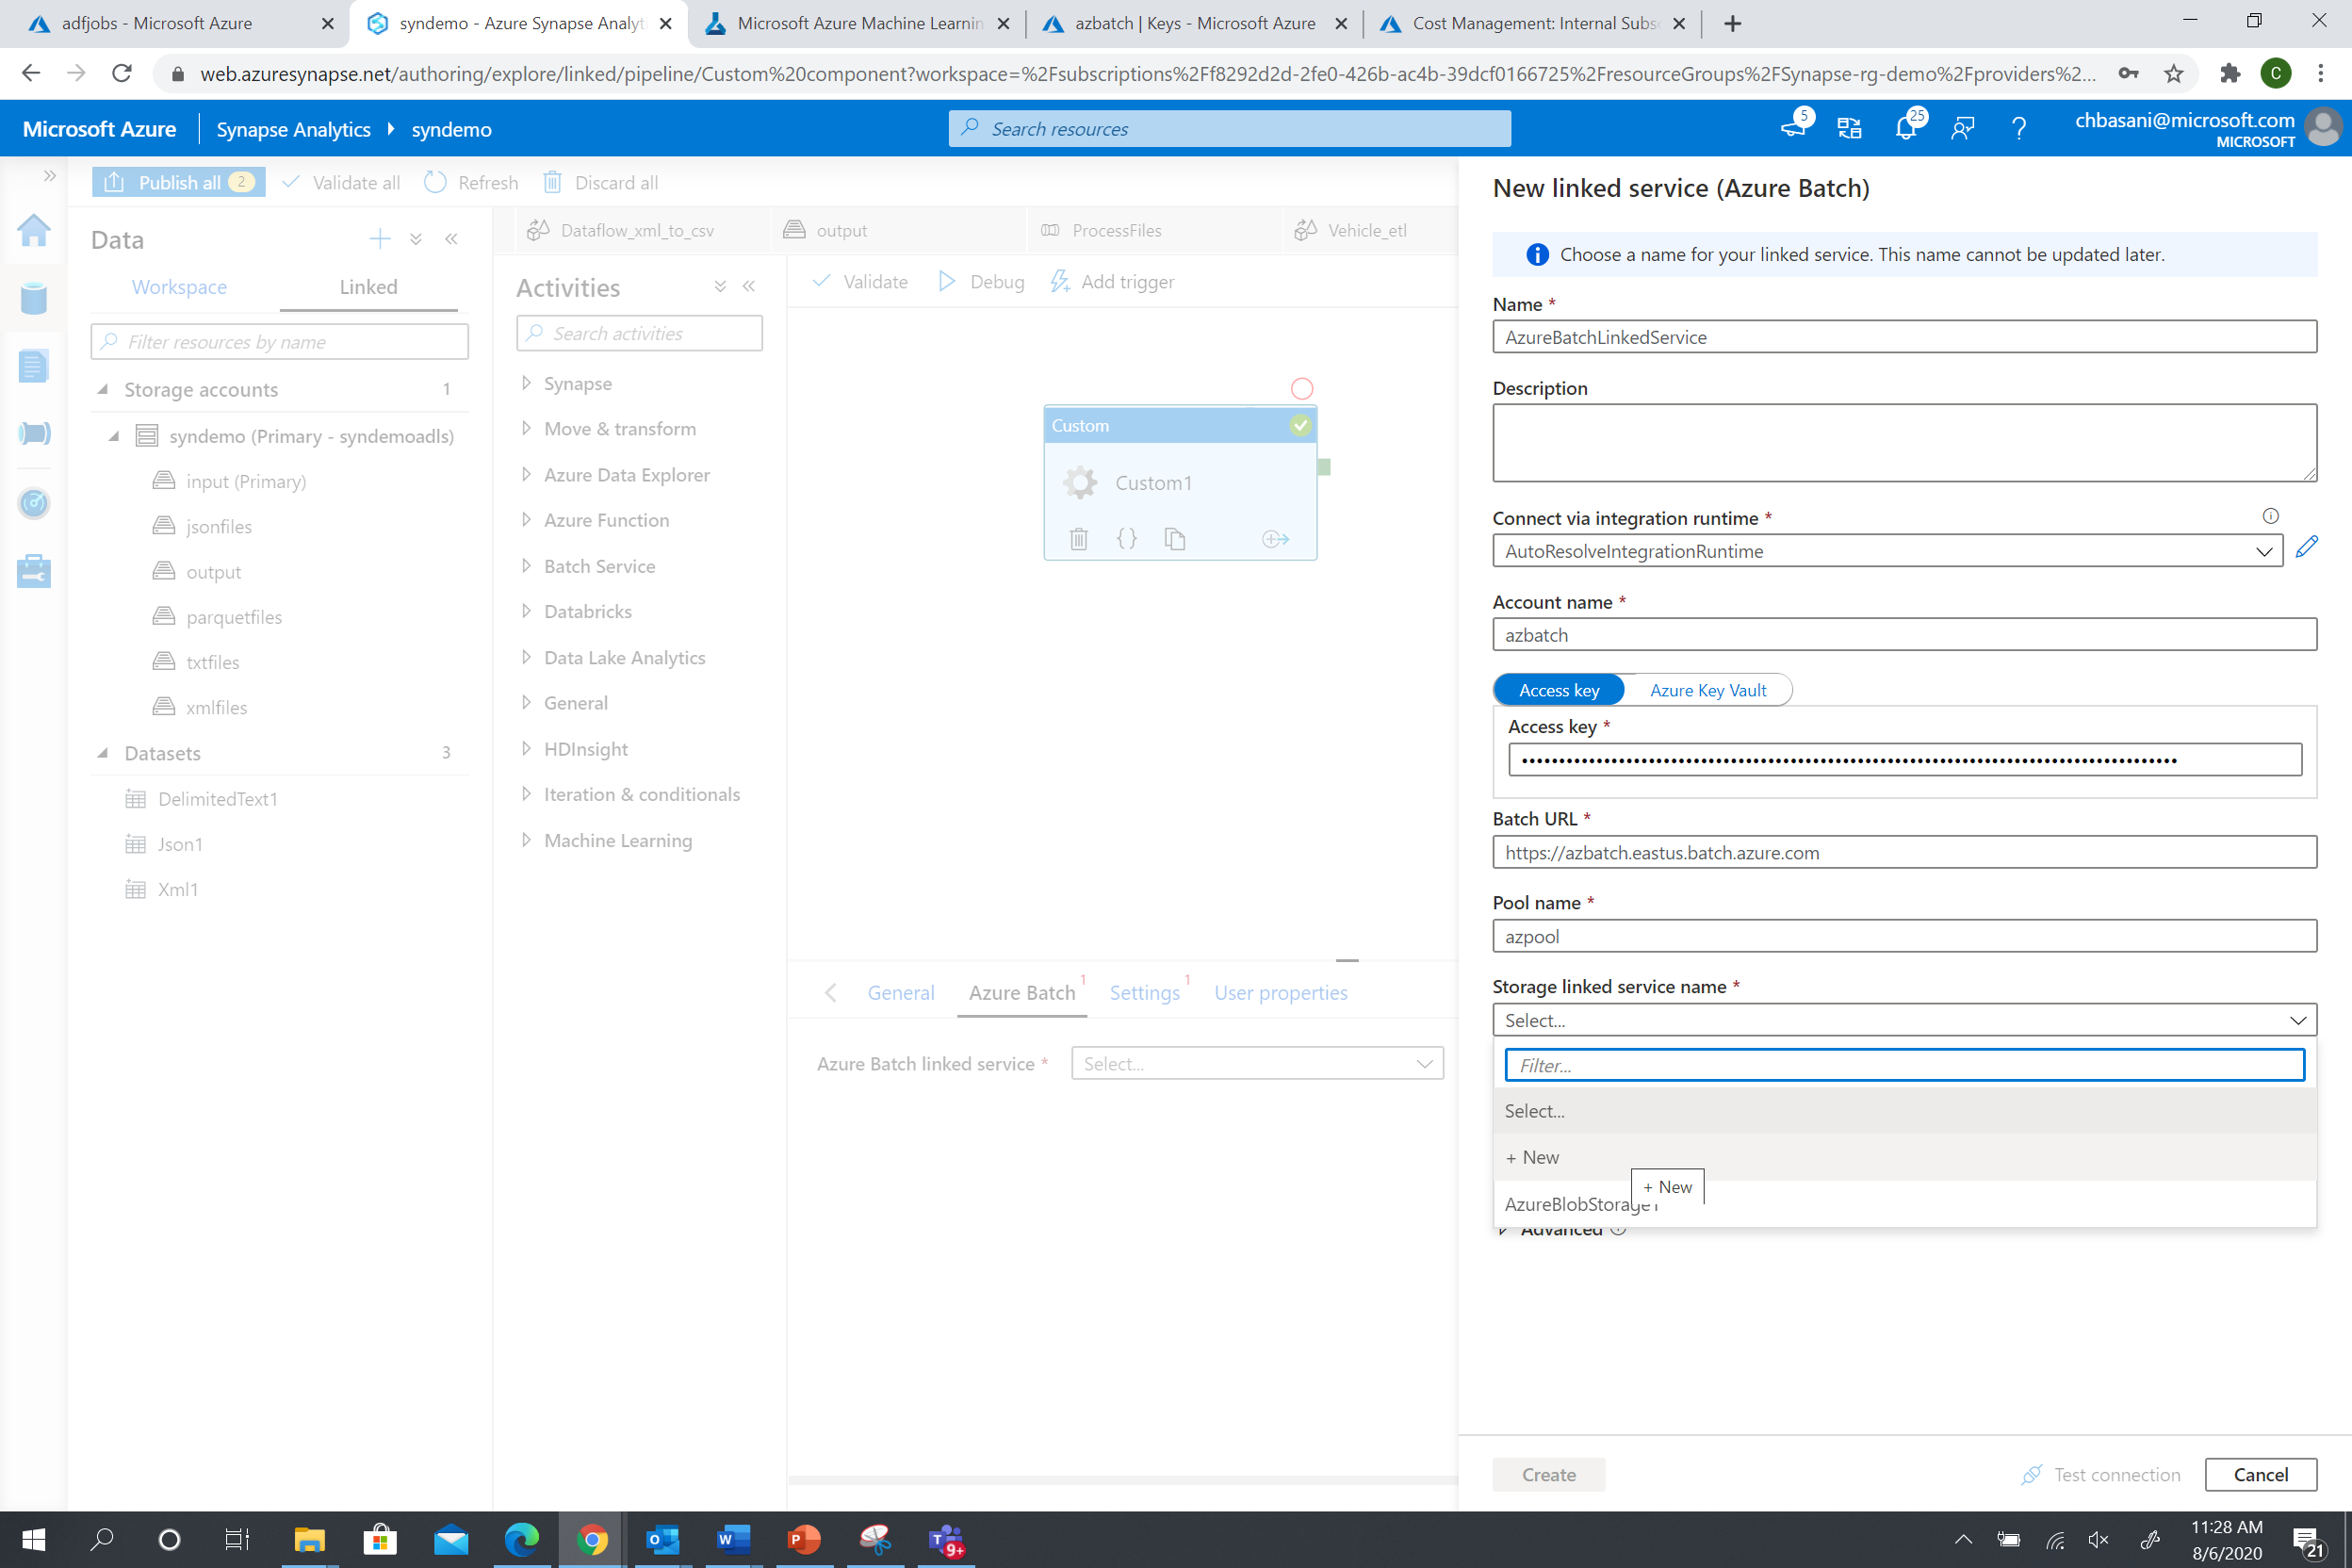 adfjobs - Microsoft Azure
syndemo - Azure Synapse Analyt
Microsoft Azure Machine Learnin
azbatch | Keys - Microsoft Azure
Cost Management: Internal Subs
web.azuresynapse.net/authoring/explore/linked/pipeline/Custom%20component?workspace=%2Fsubscriptions%2Ff8292d2d-2fe0-426b-ac4b-39dcf0166725%2FresourceGroups%2FSynapse-rg-demo%2Fproviders%2...
C
Microsoft Azure
Synapse Analytics
syndemo
Search resources
5
25
?
chbasani@microsoft.com
MICROSOFT
Publish all 2
Validate all
Refresh
Discard all
Data
Workspace
Linked
Filter resources by name
Storage accounts 1
syndemo (Primary - syndemoadls)
input (Primary)
jsonfiles
output
parquetfiles
txtfiles
xmlfiles
Datasets 3
DelimitedText1
Json1
Xml1
Dataflow_xml_to_csv
output
ProcessFiles
Vehicle_etl
Activities
Search activities
Synapse
Move & transform
Azure Data Explorer
Azure Function
Batch Service
Databricks
Data Lake Analytics
General
HDInsight
Iteration & conditionals
Machine Learning
Validate
Debug
Add trigger
Custom
Custom1
{}
General
Azure Batch 1
Settings 1
User properties
Azure Batch linked service *
Select...
New linked service (Azure Batch)
Choose a name for your linked service. This name cannot be updated later.
Name *
AzureBatchLinkedService
Description
Connect via integration runtime *
AutoResolveIntegrationRuntime
Account name *
azbatch
Access key
Azure Key Vault
Access key *
Batch URL *
https://azbatch.eastus.batch.azure.com
Pool name *
azpool
Storage linked service name *
Select...
Filter...
Select...
+ New
+ New
AzureBlobStorage1
Advanced
Create
Test connection
Cancel
O
W
P
T
9+
11:28 AM
8/6/2020
21